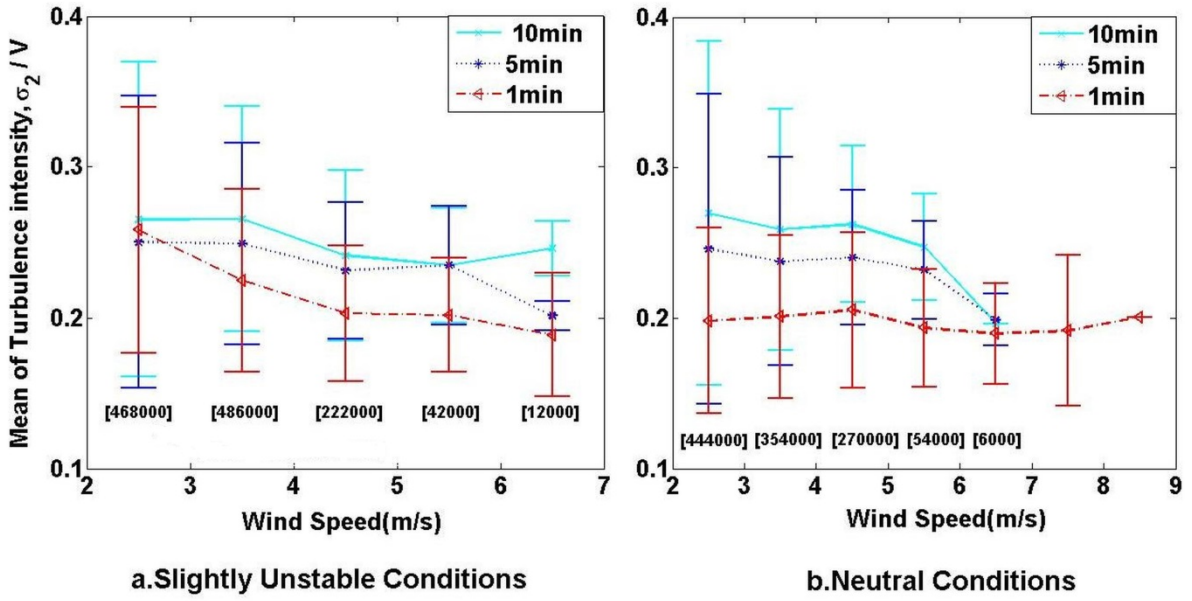 Mean of Turbulence intensity, σ2 / V
0.4
0.3
0.2
0.1
10min
5min
1min
[468000] [486000] [222000] [42000] [12000]
2 3 4 5 6 7
Wind Speed(m/s)
a.Slightly Unstable Conditions
0.4
0.3
0.2
0.1
10min
5min
1min
[444000] [354000] [270000] [54000] [6000]
2 3 4 5 6 7 8 9
Wind Speed(m/s)
b.Neutral Conditions